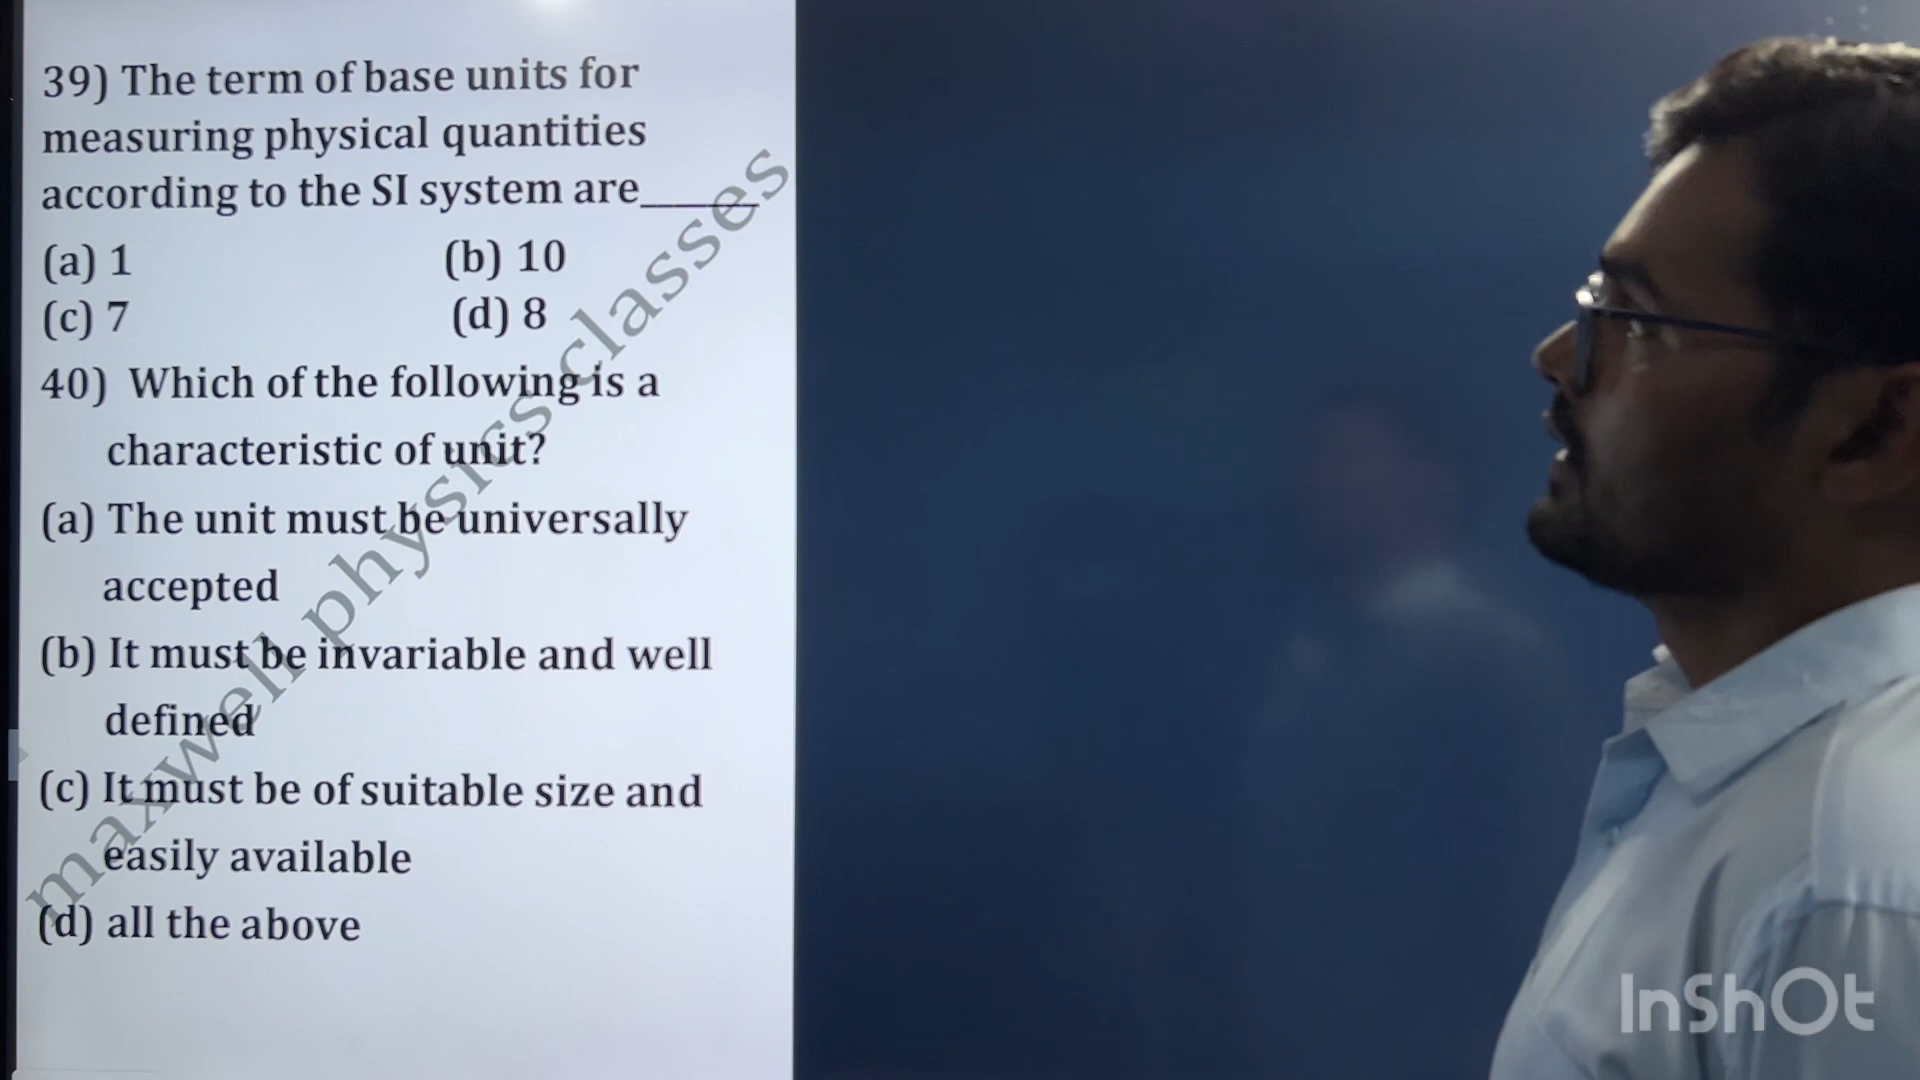 39) The term of base units for
measuring physical quantities
according to the SI system are______
(a) 1 (b) 10
(c) 7 (d) 8
40) Which of the following is a
characteristic of unit?
(a) The unit must be universally
accepted
(b) It must be invariable and well
defined
(c) It must be of suitable size and
easily available
(d) all the above
maxwell physics classes
InShOt